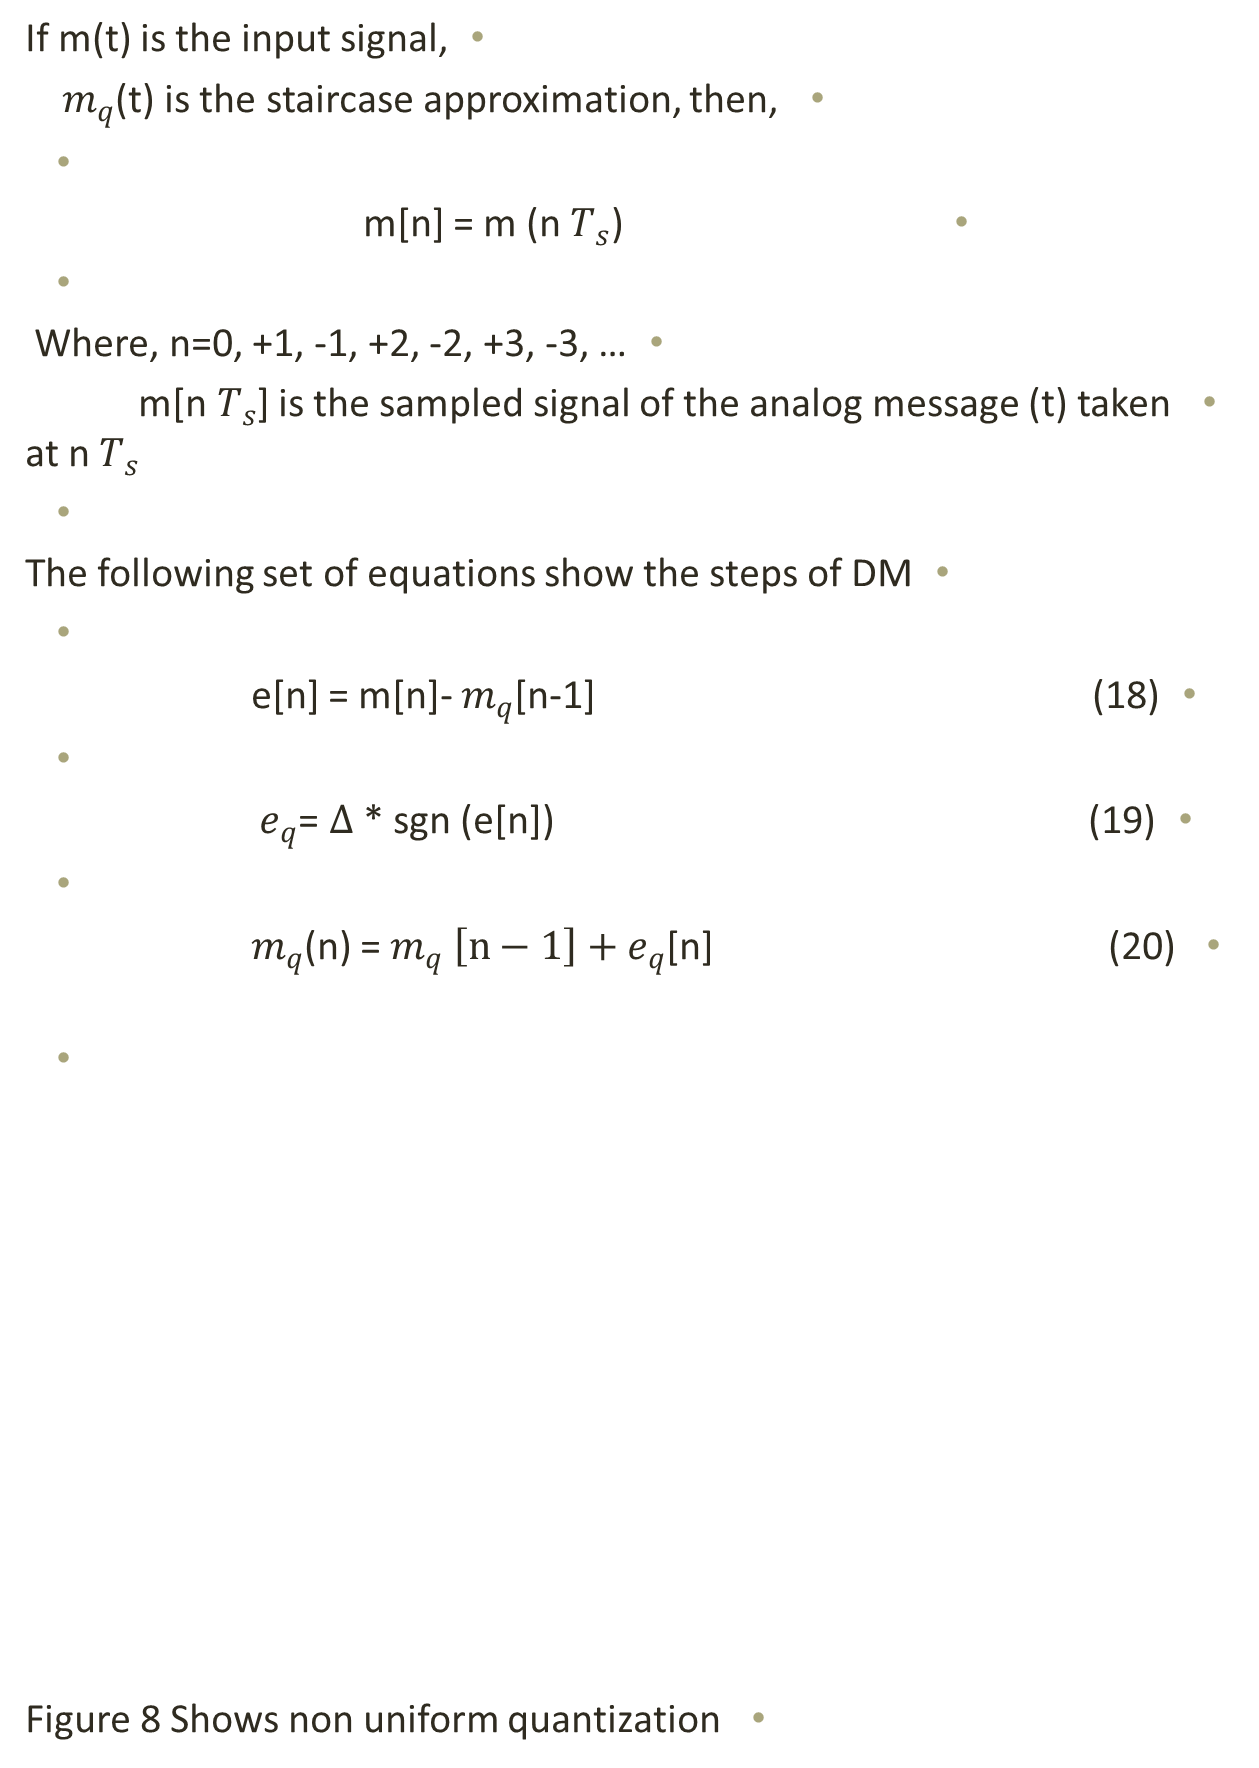 If m(t) is the input signal, •
m_q(t) is the staircase approximation, then, •
•
m[n] = m (n T_s) •
•
Where, n=0, +1, -1, +2, -2, +3, -3, … •
m[n T_s] is the sampled signal of the analog message (t) taken •
at n T_s
•
The following set of equations show the steps of DM •
•
e[n] = m[n]- m_q[n-1] (18) •
•
e_q= Δ * sgn (e[n]) (19) •
•
m_q(n) = m_q [n − 1] + e_q[n] (20) •
•
Figure 8 Shows non uniform quantization •